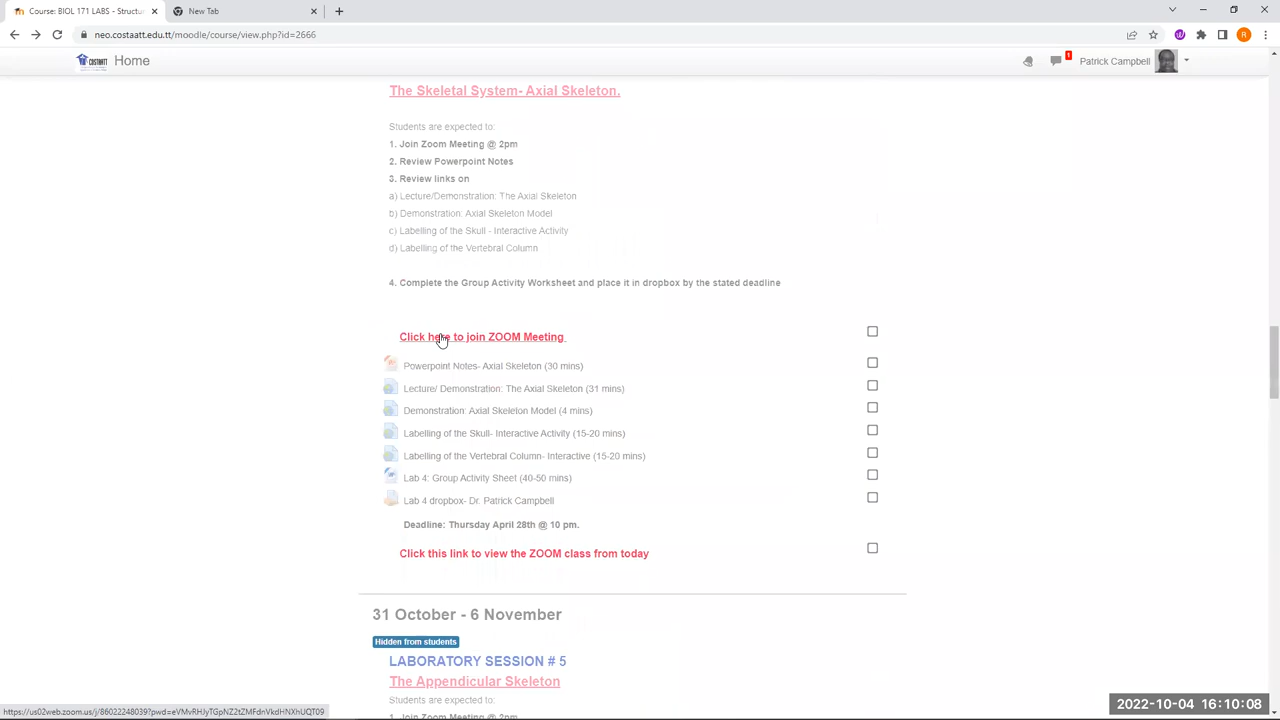 Course: BIOL 171 LABS - Structu
New Tab
neo.costaatt.edu.tt/moodle/course/view.php?id=2666
R
COSTAATT
Home
1
Patrick Campbell
The Skeletal System- Axial Skeleton.
Students are expected to:
1. Join Zoom Meeting @ 2pm
2. Review Powerpoint Notes
3. Review links on
a) Lecture/Demonstration: The Axial Skeleton
b) Demonstration: Axial Skeleton Model
c) Labelling of the Skull - Interactive Activity
d) Labelling of the Vertebral Column
4. Complete the Group Activity Worksheet and place it in dropbox by the stated deadline
Click here to join ZOOM Meeting
Powerpoint Notes- Axial Skeleton (30 mins)
Lecture/ Demonstration: The Axial Skeleton (31 mins)
Demonstration: Axial Skeleton Model (4 mins)
Labelling of the Skull- Interactive Activity (15-20 mins)
Labelling of the Vertebral Column- Interactive (15-20 mins)
Lab 4: Group Activity Sheet (40-50 mins)
Lab 4 dropbox- Dr. Patrick Campbell
Deadline: Thursday April 28th @ 10 pm.
Click this link to view the ZOOM class from today
31 October - 6 November
Hidden from students
LABORATORY SESSION # 5
The Appendicular Skeleton
Students are expected to:
1. Join Zoom Meeting @ 2pm
2022-10-04 16:10:08